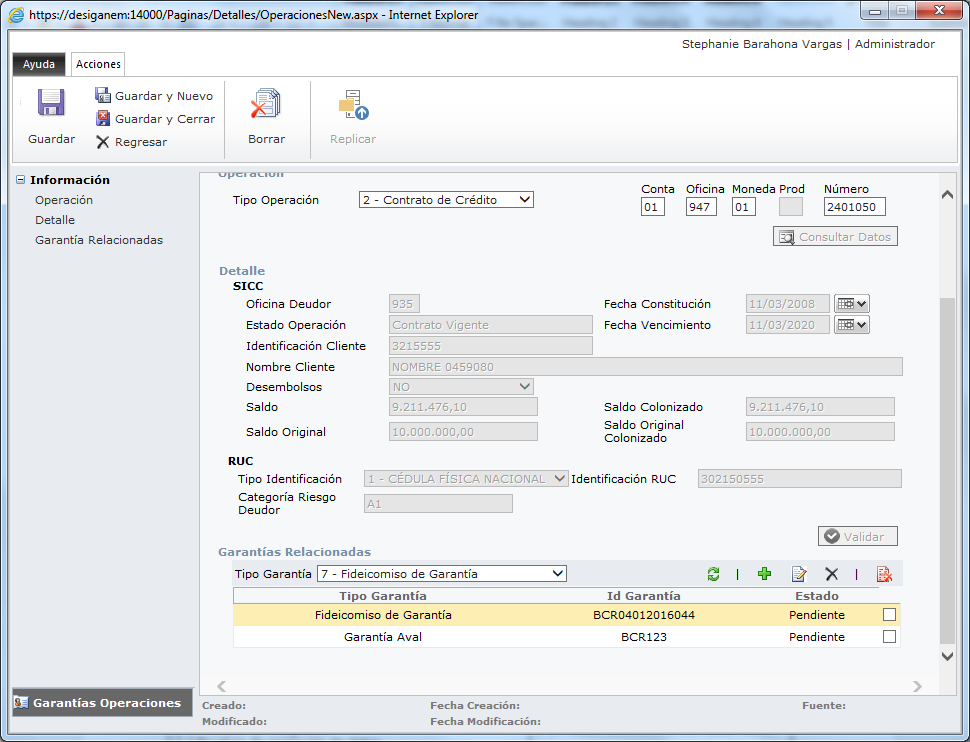 https://desiganem:14000/Paginas/Detalles/OperacionesNew.aspx - Internet Explorer
Stephanie Barahona Vargas | Administrador
Ayuda Acciones
Guardar
Guardar y Nuevo
Guardar y Cerrar
Regresar
Borrar
Replicar
Información
Operación
Detalle
Garantía Relacionadas
Operación
Conta Oficina Moneda Prod Número
Tipo Operación 2 - Contrato de Crédito 01 947 01 2401050
Consultar Datos
Detalle
SICC
Oficina Deudor 935 Fecha Constitución 11/03/2008
Estado Operación Contrato Vigente Fecha Vencimiento 11/03/2020
Identificación Cliente 3215555
Nombre Cliente NOMBRE 0459080
Desembolsos NO
Saldo 9.211.476,10 Saldo Colonizado 9.211.476,10
Saldo Original 10.000.000,00 Saldo Original Colonizado 10.000.000,00
RUC
Tipo Identificación 1 - CÉDULA FÍSICA NACIONAL Identificación RUC 302150555
Categoría Riesgo Deudor A1
Validar
Garantías Relacionadas
Tipo Garantía 7 - Fideicomiso de Garantía
Tipo Garantía Id Garantía Estado
Fideicomiso de Garantía BCR04012016044 Pendiente
Garantía Aval BCR123 Pendiente
Garantías Operaciones
Creado: Fecha Creación: Fuente:
Modificado: Fecha Modificación: